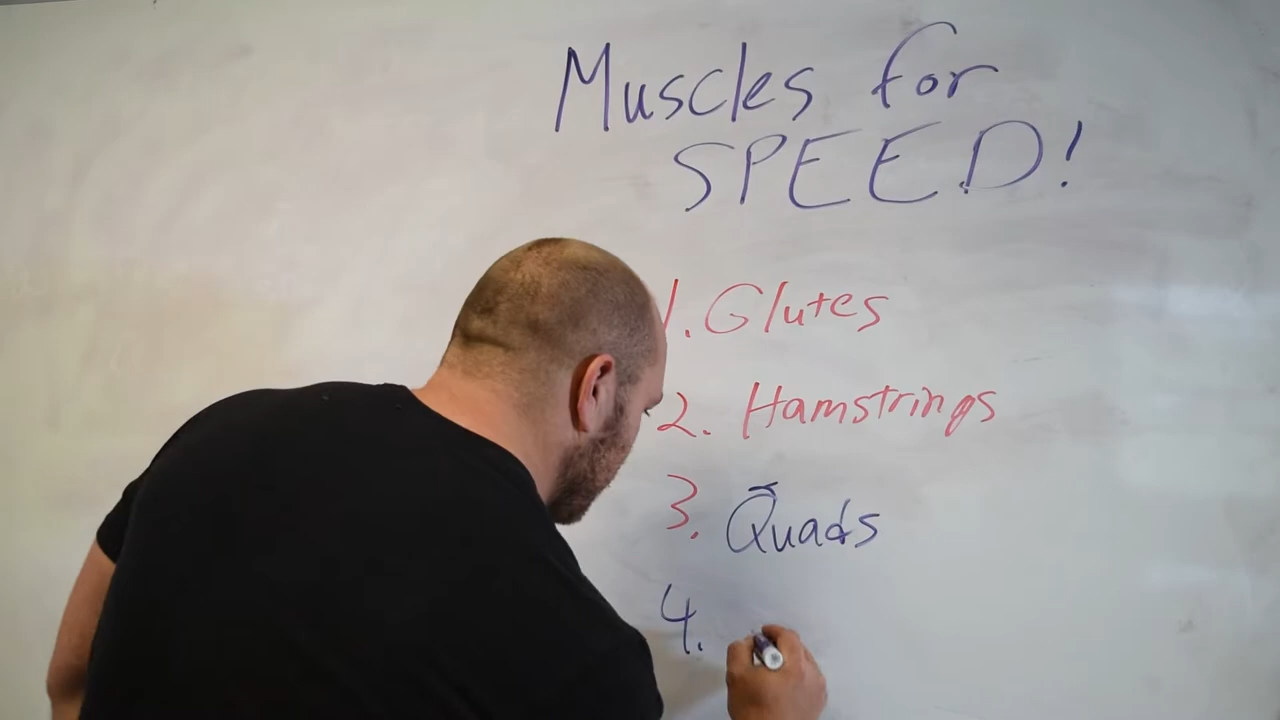 Muscles for
SPEED!
1. Glutes
2. Hamstrings
3. Quads
4.